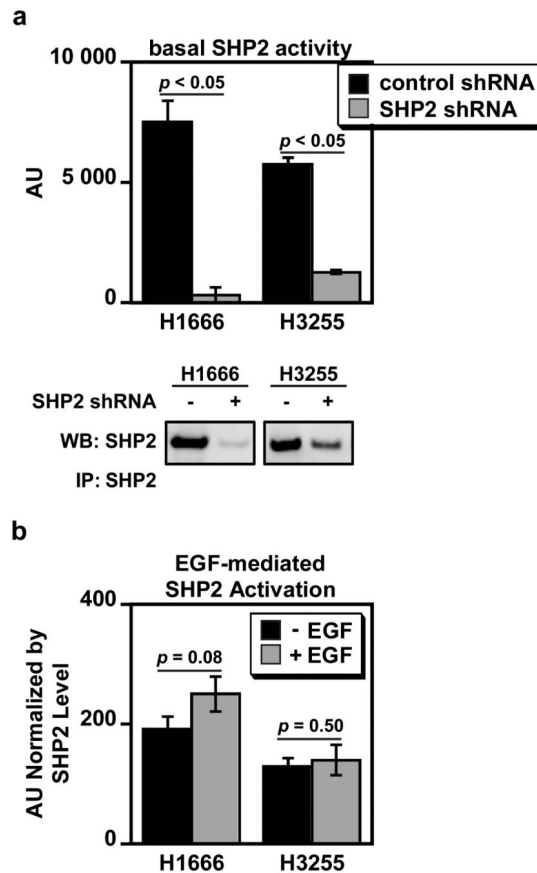 a
basal SHP2 activity
10 000
p < 0.05
control shRNA
SHP2 shRNA
p < 0.05
AU
5 000
0
H1666 H3255
H1666 H3255
SHP2 shRNA - + - +
WB: SHP2
IP: SHP2
b
EGF-mediated
SHP2 Activation
400
- EGF
+ EGF
p = 0.08
p = 0.50
AU Normalized by
SHP2 Level
200
0
H1666 H3255